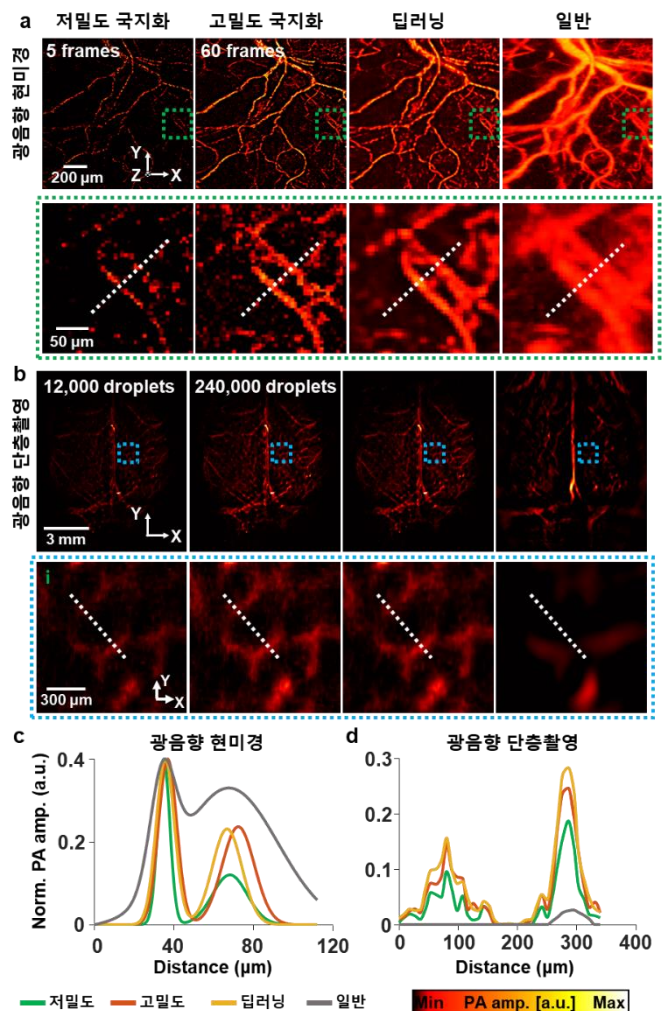 a 저밀도 국지화 고밀도 국지화 딥러닝 일반
광음향 현미경
5 frames 60 frames
Y
Z X
200 µm
50 µm
b
광음향 단층촬영
12,000 droplets 240,000 droplets
Y
X
3 mm
i
Y
X
300 µm
c 광음향 현미경
Norm. PA amp. (a.u.)
0.4
0.2
0
0 40 80 120
Distance (µm)
d 광음향 단층촬영
0.3
0.2
0.1
0
0 100 200 300 400
Distance (µm)
저밀도 고밀도 딥러닝 일반
Min PA amp. [a.u.] Max